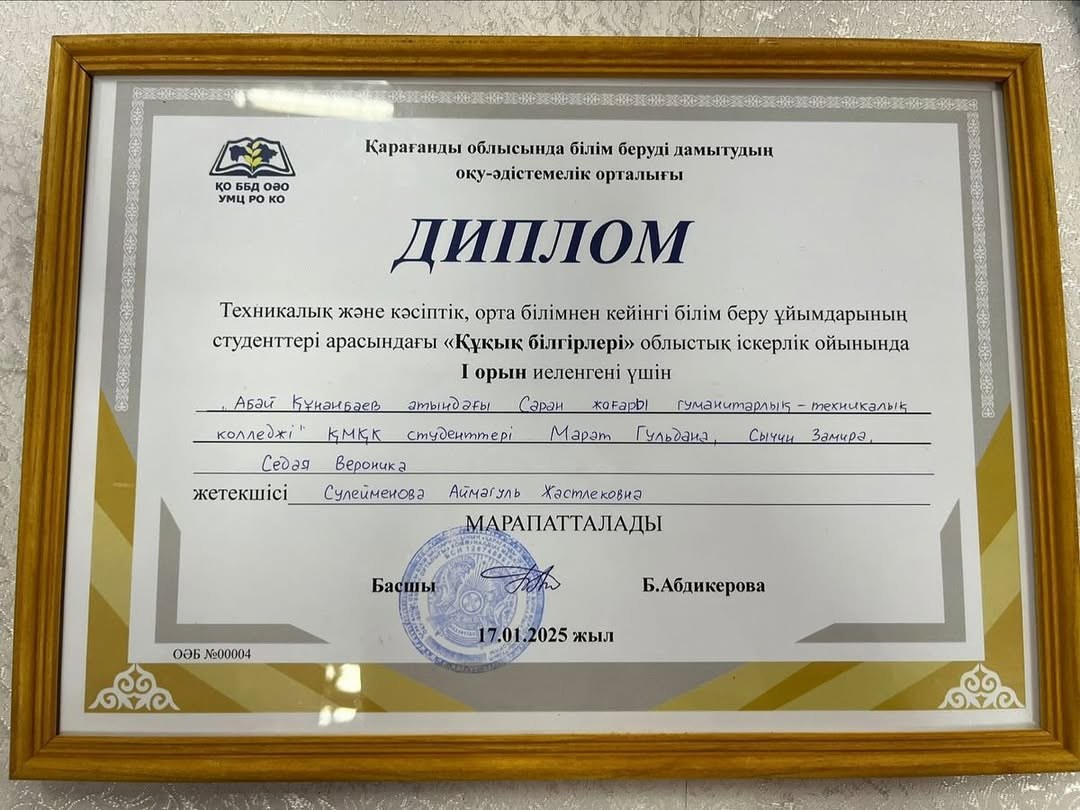 ҚО ББД ОӘО
УМЦ РО КО
Қарағанды облысында білім беруді дамытудың
оқу-әдістемелік орталығы
ДИПЛОМ
Техникалық және кәсіптік, орта білімнен кейінгі білім беру ұйымдарының
студенттері арасындағы «Құқық білгірлері» облыстық іскерлік ойынында
І орын иеленгені үшін
"Абай Құнанбаев атындағы Саран жоғары гуманитарлық-техникалық
колледжі" ҚМҚК студенттері Марат Гульдана, Сычин Замира,
Седая Вероника
жетекшісі Сулейменова Аймагуль Хастлековна
МАРАПАТТАЛАДЫ
Басшы Б.Абдикерова
17.01.2025 жыл
ОӘБ №00004